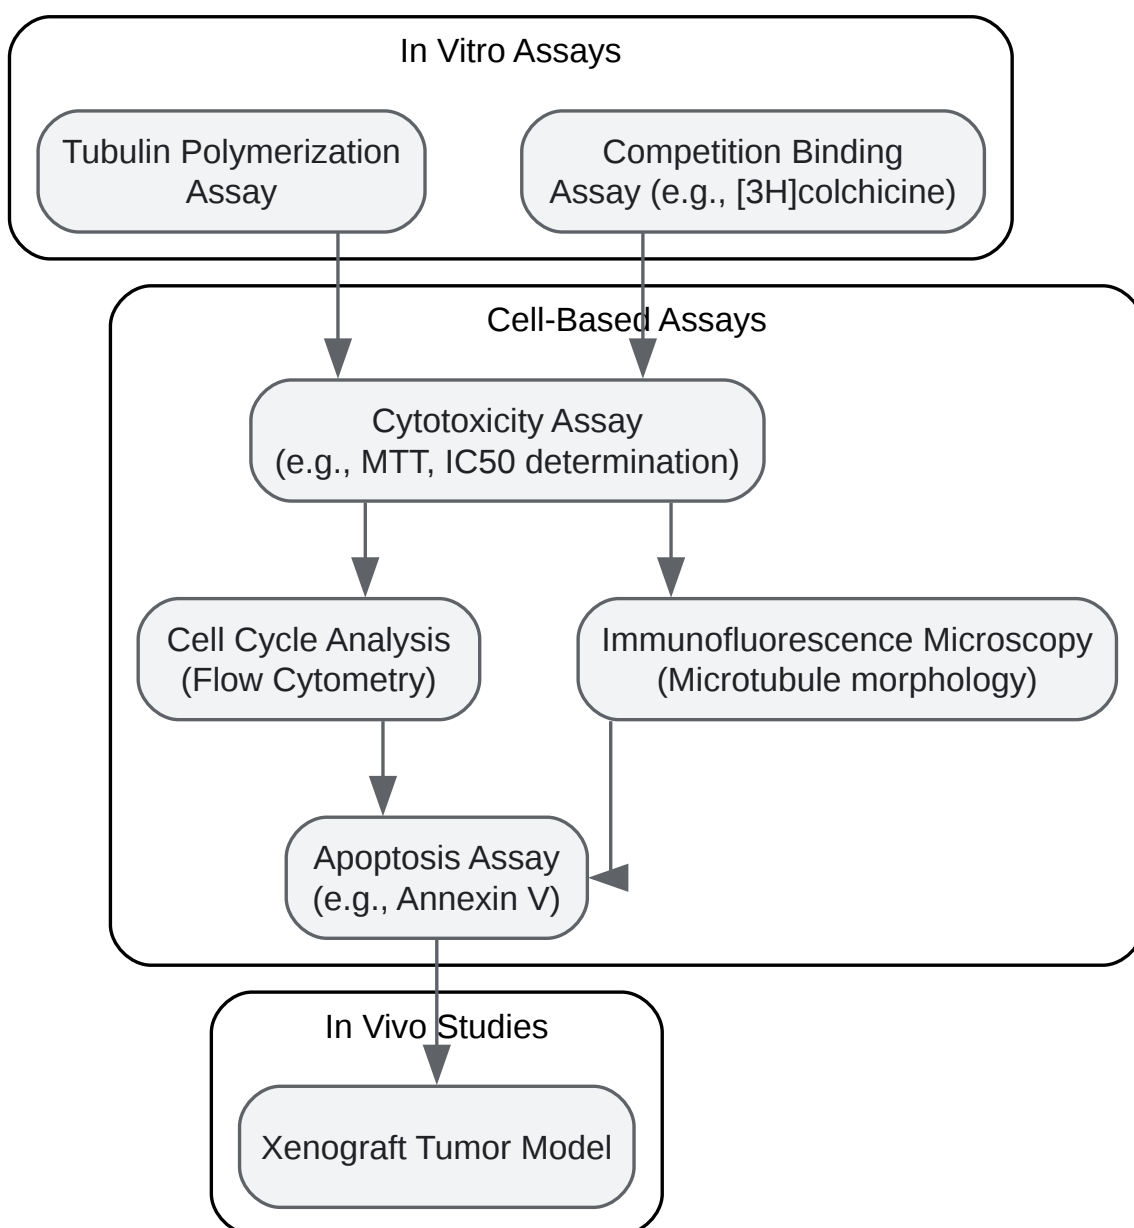 In Vitro Assays
Tubulin Polymerization
Assay
Competition Binding
Assay (e.g., [3H]colchicine)
Cell-Based Assays
Cytotoxicity Assay
(e.g., MTT, IC50 determination)
Cell Cycle Analysis
(Flow Cytometry)
Immunofluorescence Microscopy
(Microtubule morphology)
Apoptosis Assay
(e.g., Annexin V)
In Vivo Studies
Xenograft Tumor Model